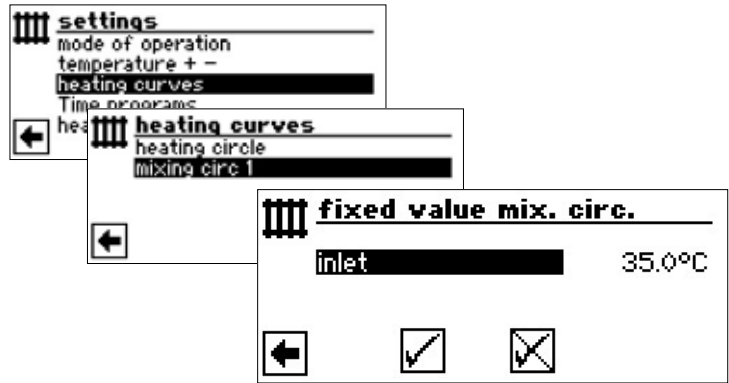 settings
mode of operation
temperature + −
heating curves
Time programs
hea
heating curves
heating circle
mixing circ 1
fixed value mix. circ.
inlet 35.0°C